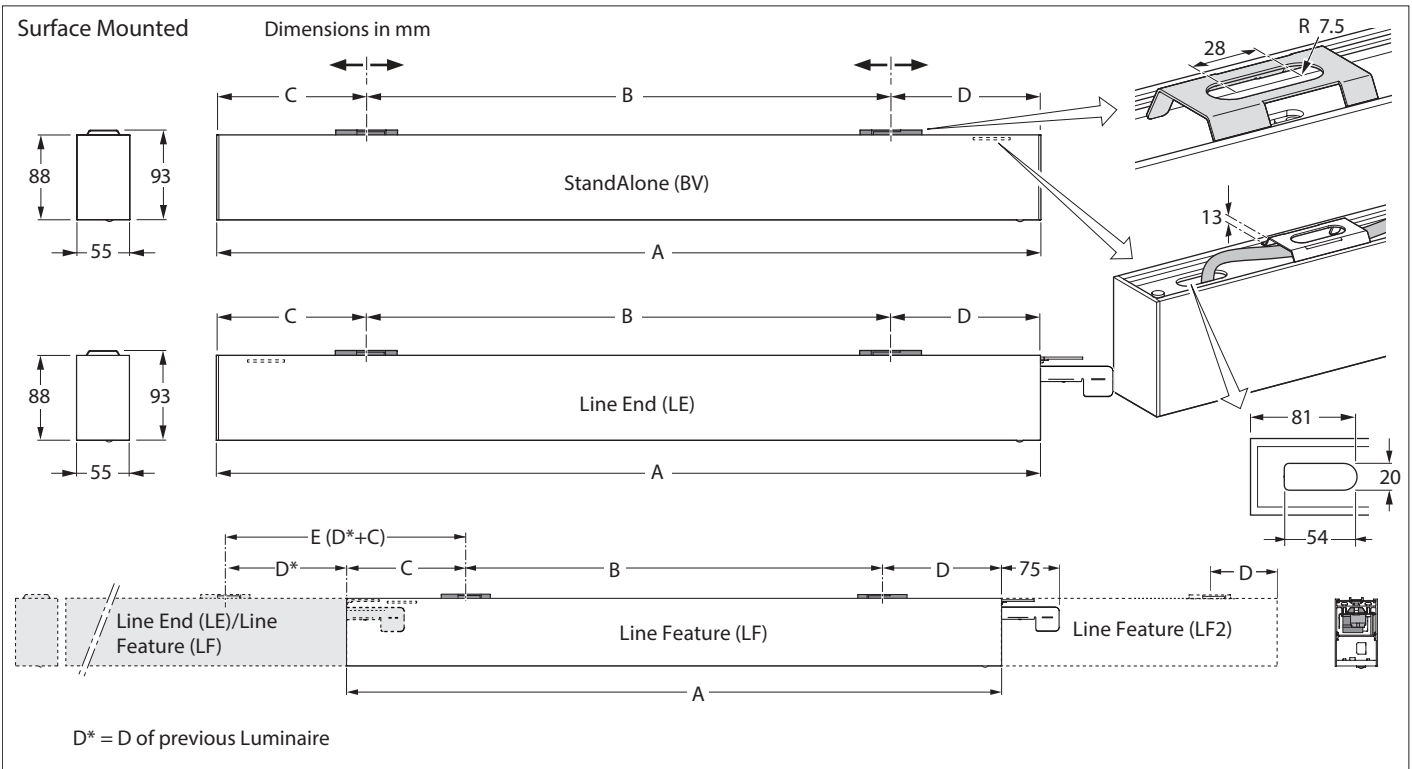 Surface Mounted
Dimensions in mm
R 7.5
28
C
B
D
88
93
StandAlone (BV)
55
A
13
C
B
D
88
93
Line End (LE)
55
A
81
20
54
E (D*+C)
D*
C
B
D
75
D
Line End (LE)/Line
Feature (LF)
Line Feature (LF)
Line Feature (LF2)
A
D* = D of previous Luminaire